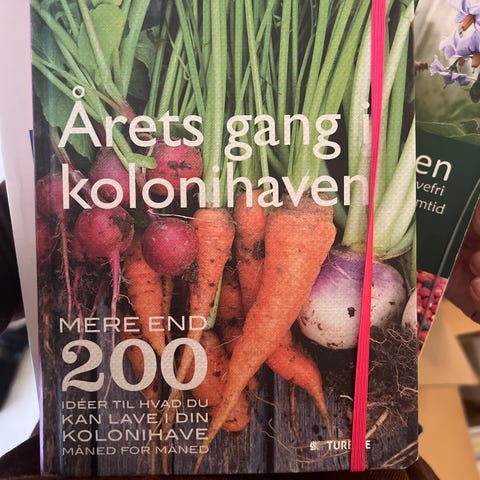 Årets gang i
kolonihaven
MERE END
200
IDÉER TIL HVAD DU
KAN LAVE I DIN
KOLONIHAVE
MÅNED FOR MÅNED